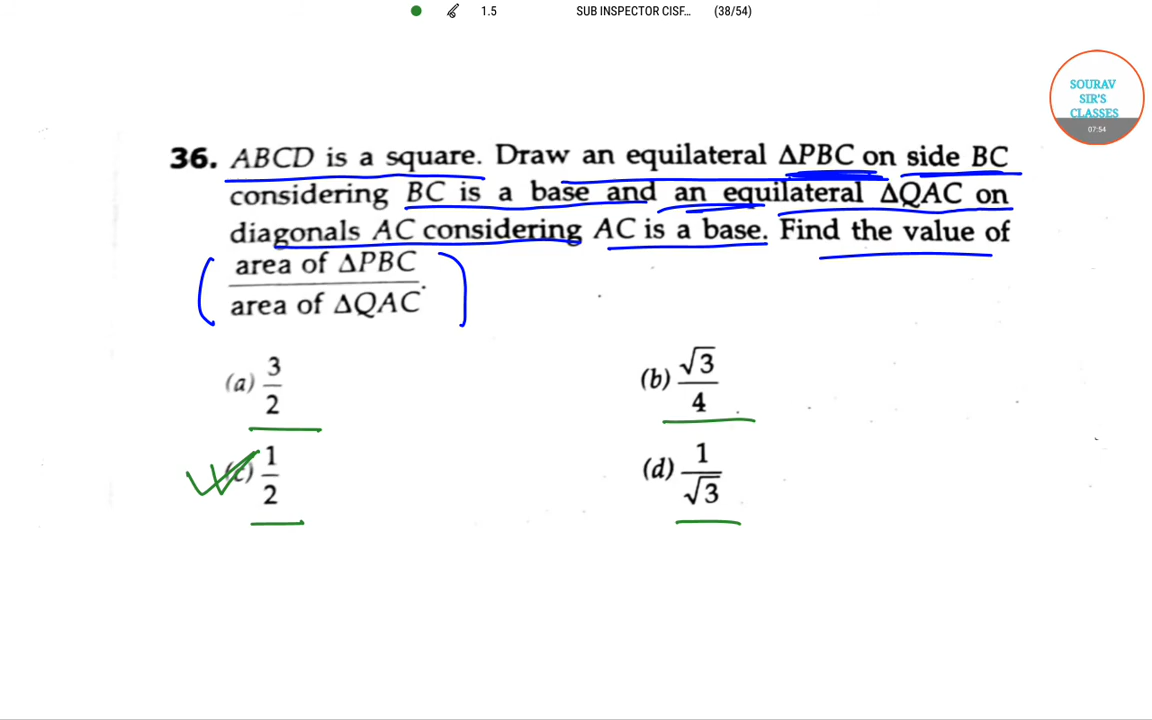 1.5 SUB INSPECTOR CISF... (38/54)
SOURAV
SIR'S
CLASSES
07:54
36. ABCD is a square. Draw an equilateral ΔPBC on side BC
considering BC is a base and an equilateral ΔQAC on
diagonals AC considering AC is a base. Find the value of
area of ΔPBC
area of ΔQAC.
(a) 3/2
(b) √3/4
(c) 1/2
(d) 1/√3